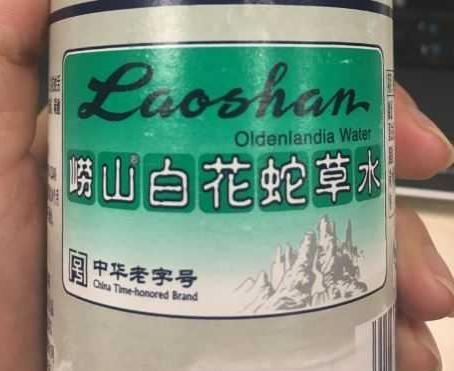 Laoshan
Oldenlandia Water
崂山®白花蛇草水
中华老字号
China Time-honored Brand